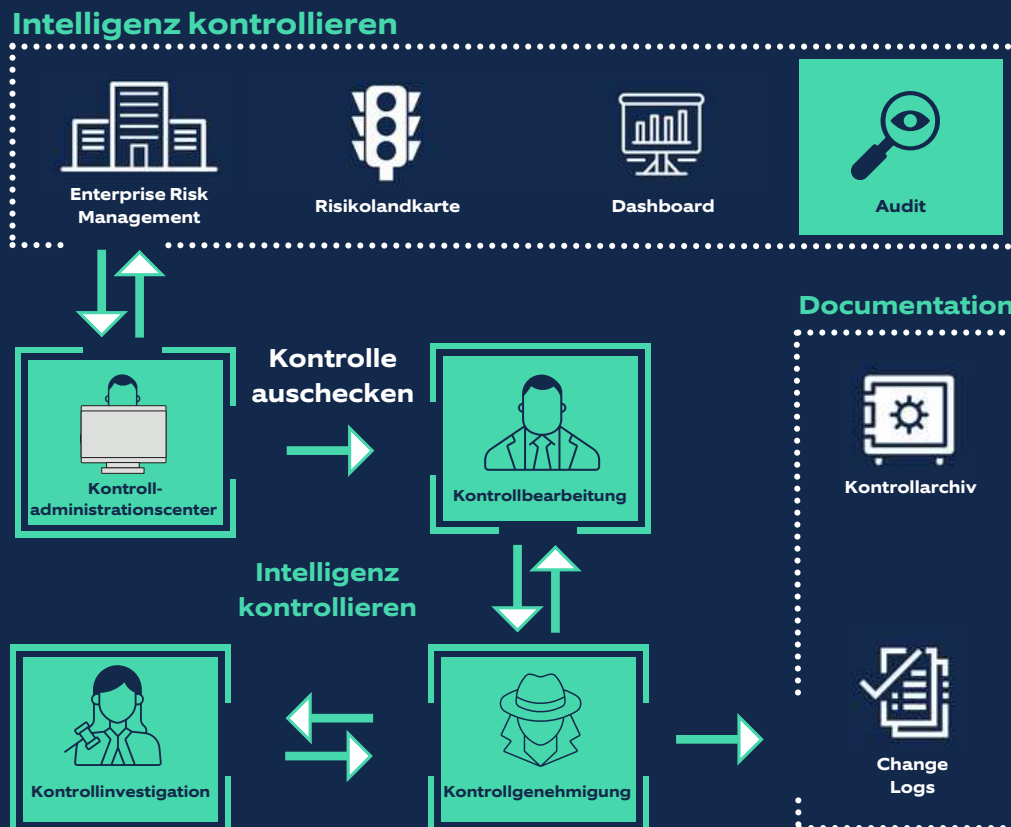 Intelligenz kontrollieren
Enterprise Risk
Management
Risikolandkarte
Dashboard
Audit
Documentation
Kontrolle
auschecken
Kontroll-
administrationscenter
Kontrollbearbeitung
Kontrollarchiv
Intelligenz
kontrollieren
Kontrollinvestigation
Kontrollgenehmigung
Change
Logs